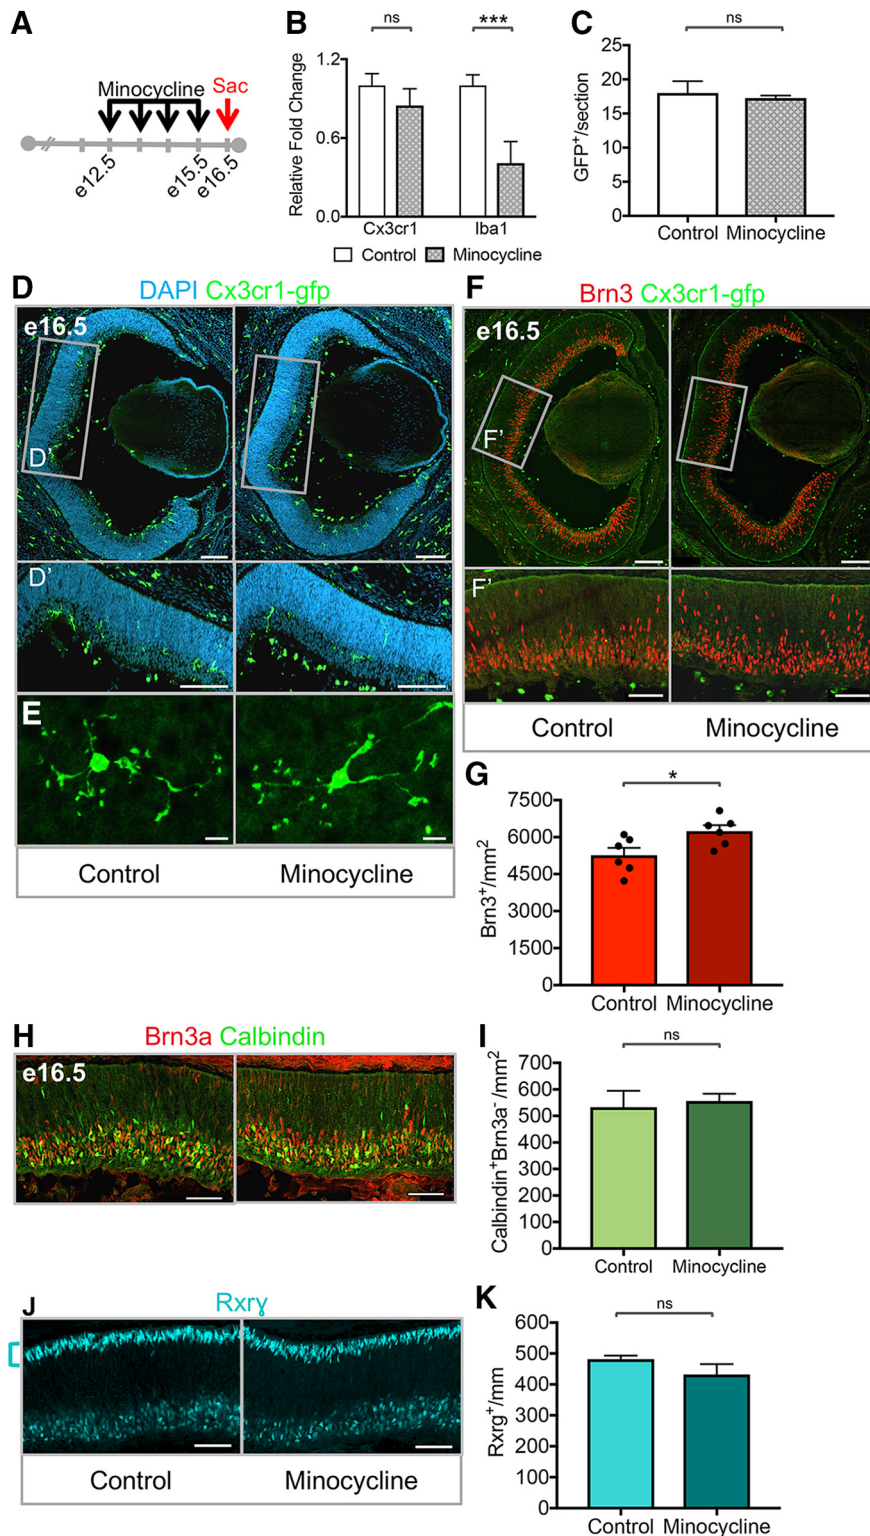 A
Minocycline Sac
e12.5 e15.5 e16.5
B
ns ***
Relative Fold Change
1.2
0.6
0.0
Cx3cr1 Iba1
Control Minocycline
C
ns
GFP⁺/section
25
20
15
10
5
0
Control Minocycline
D
DAPI Cx3cr1-gfp
e16.5
D'
D'
E
Control Minocycline
F
Brn3 Cx3cr1-gfp
e16.5
F'
F'
Control Minocycline
G
*
Brn3⁺/mm²
7500
6000
4500
3000
1500
0
Control Minocycline
H
Brn3a Calbindin
e16.5
I
ns
Calbindin⁺Brn3a⁻/mm²
700
600
500
400
300
200
100
0
Control Minocycline
J
Rxrɣ
Control Minocycline
K
ns
Rxrg⁺/mm
600
500
400
300
200
100
0
Control Minocycline